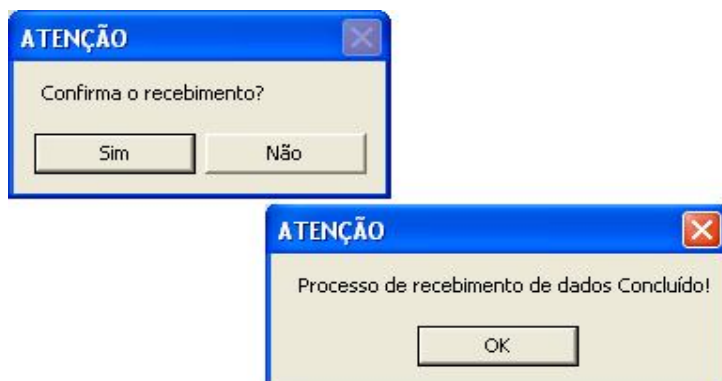 ATENÇÃO
Confirma o recebimento?
Sim Não
ATENÇÃO
Processo de recebimento de dados Concluído!
OK